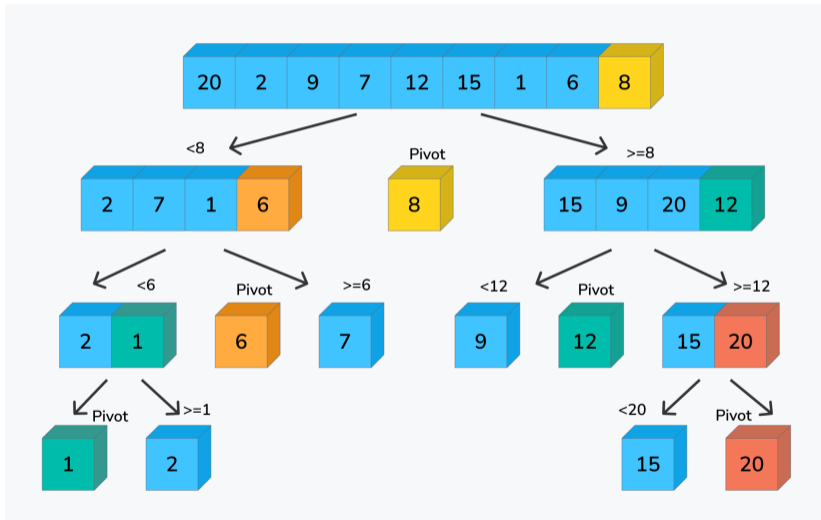 20 2 9 7 12 15 1 6 8
<8 Pivot >=8
2 7 1 6 8 15 9 20 12
<6 Pivot >=6 <12 Pivot >=12
2 1 6 7 9 12 15 20
Pivot >=1 <20 Pivot
1 2 15 20